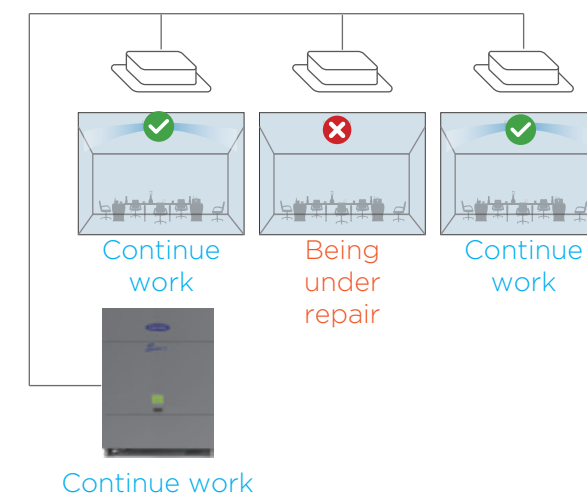 Continue
work
Being
under
repair
Continue
work
Continue work